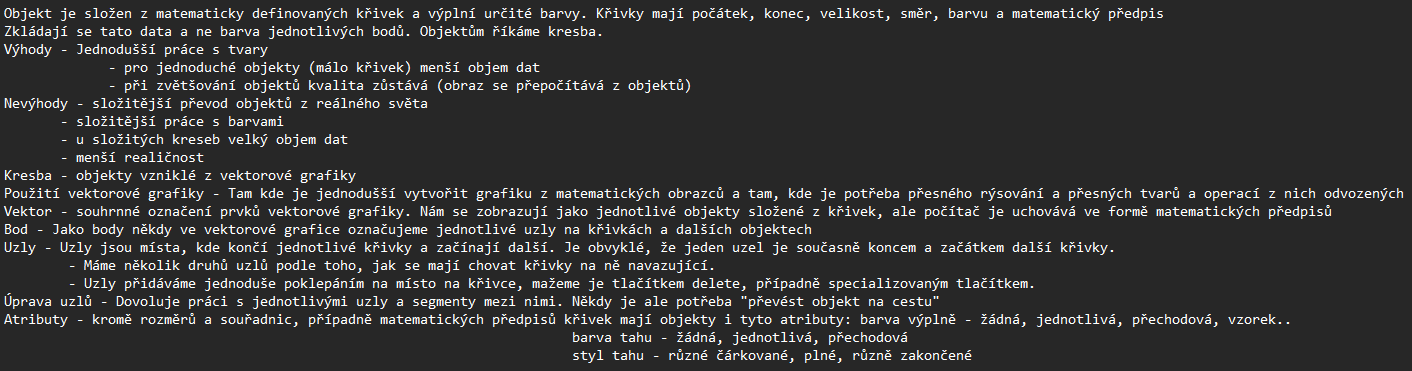 Objekt je složen z matematicky definovaných křivek a výplní určité barvy. Křivky mají počátek, konec, velikost, směr, barvu a matematický předpis
Zkládají se tato data a ne barva jednotlivých bodů. Objektům říkáme kresba.
Výhody - Jednodušší práce s tvary
- pro jednoduché objekty (málo křivek) menší objem dat
- při zvětšování objektů kvalita zůstává (obraz se přepočítává z objektů)
Nevýhody - složitější převod objektů z reálného světa
- složitější práce s barvami
- u složitých kreseb velký objem dat
- menší realičnost
Kresba - objekty vzniklé z vektorové grafiky
Použití vektorové grafiky - Tam kde je jednodušší vytvořit grafiku z matematických obrazců a tam, kde je potřeba přesného rýsování a přesných tvarů a operací z nich odvozených
Vektor - souhrnné označení prvků vektorové grafiky. Nám se zobrazují jako jednotlivé objekty složené z křivek, ale počítač je uchovává ve formě matematických předpisů
Bod - Jako body někdy ve vektorové grafice označujeme jednotlivé uzly na křivkách a dalších objektech
Uzly - Uzly jsou místa, kde končí jednotlivé křivky a začínají další. Je obvyklé, že jeden uzel je současně koncem a začátkem další křivky.
- Máme několik druhů uzlů podle toho, jak se mají chovat křivky na ně navazující.
- Uzly přidáváme jednoduše poklepáním na místo na křivce, mažeme je tlačítkem delete, případně specializovaným tlačítkem.
Úprava uzlů - Dovoluje práci s jednotlivými uzly a segmenty mezi nimi. Někdy je ale potřeba "převést objekt na cestu"
Atributy - kromě rozměrů a souřadnic, případně matematických předpisů křivek mají objekty i tyto atributy: barva výplně - žádná, jednotlivá, přechodová, vzorek..
barva tahu - žádná, jednotlivá, přechodová
styl tahu - různé čárkované, plné, různě zakončené